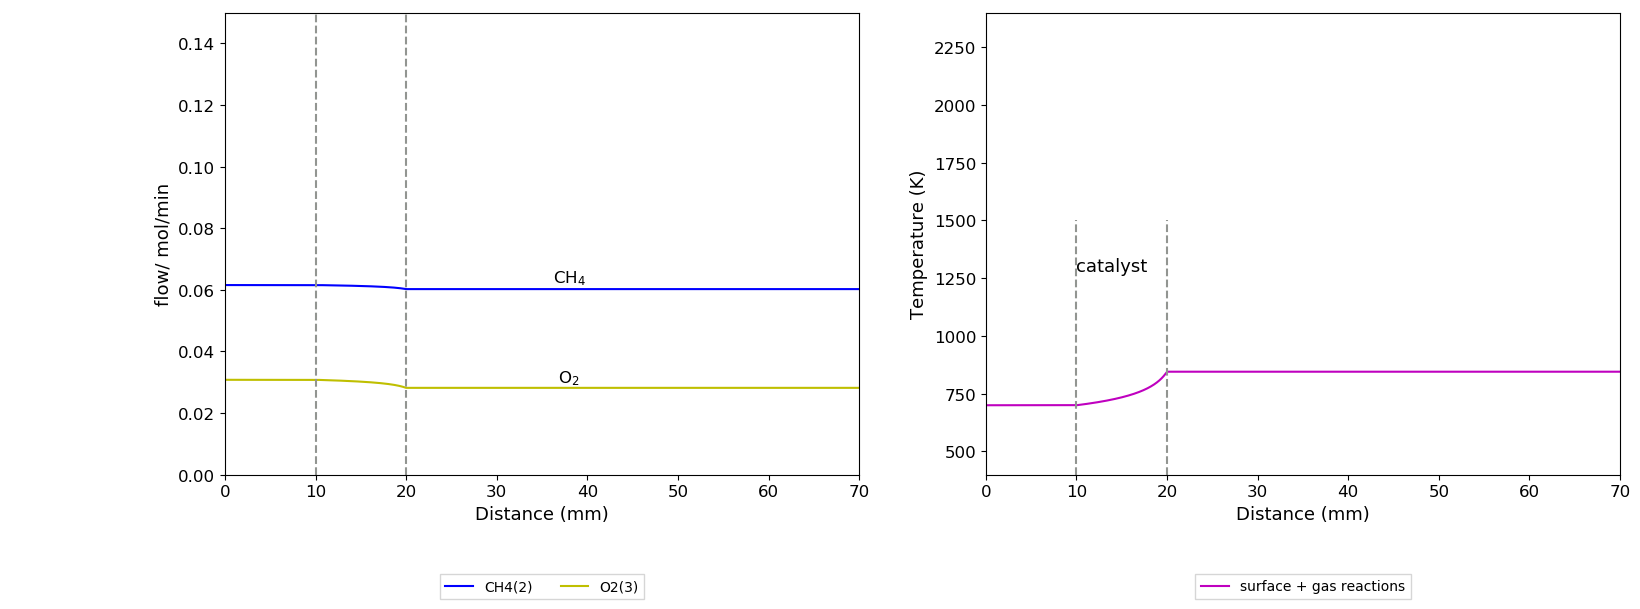 0.14
0.12
0.10
0.08
0.06
0.04
0.02
0.00
flow/ mol/min
CH₄
O₂
0 10 20 30 40 50 60 70
Distance (mm)
CH4(2) O2(3)
2250
2000
1750
1500
1250
1000
750
500
Temperature (K)
catalyst
0 10 20 30 40 50 60 70
Distance (mm)
surface + gas reactions